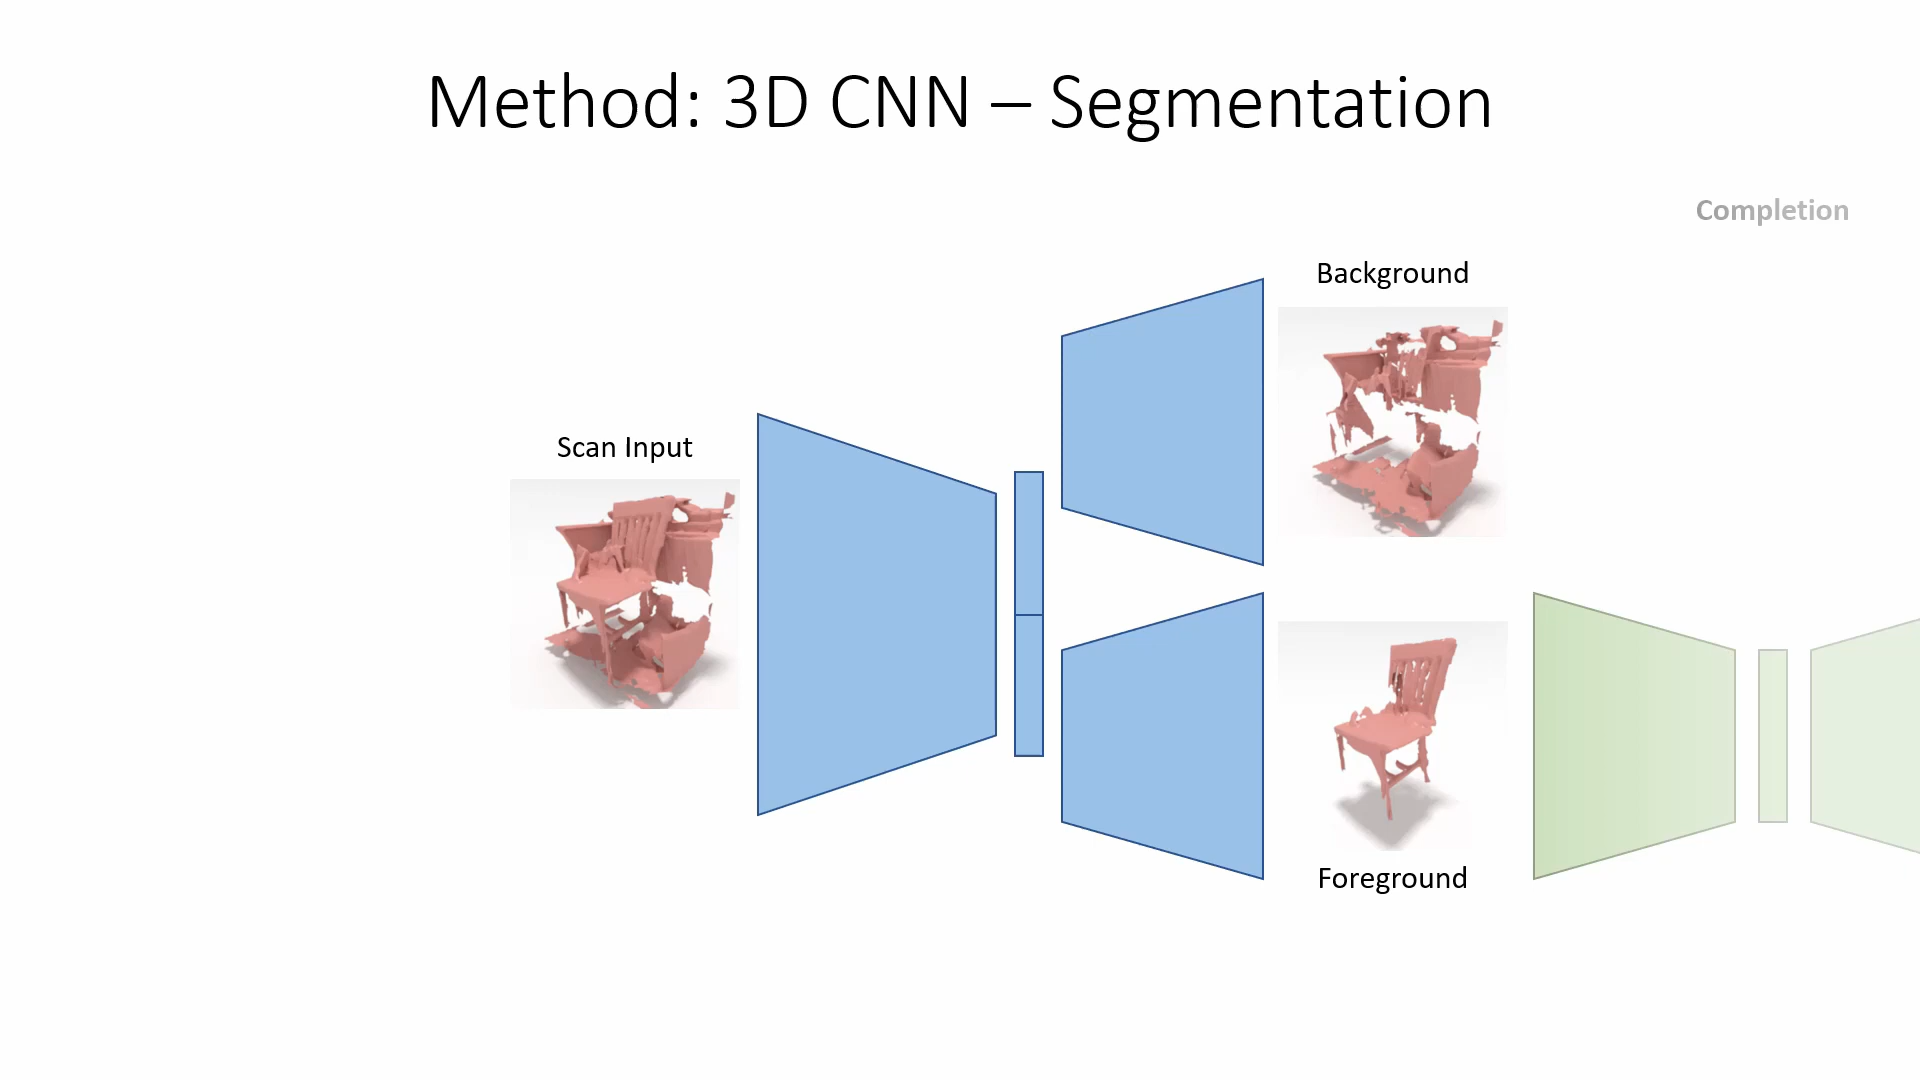 Method: 3D CNN – Segmentation
Completion
Background
Scan Input
Foreground